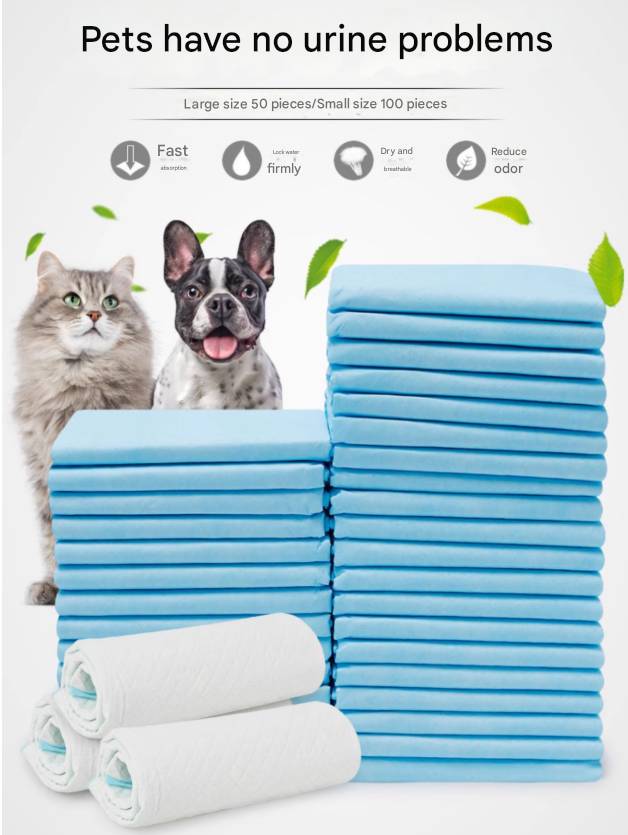 Pets have no urine problems
Large size 50 pieces/Small size 100 pieces
Fast
absorption
Lock water
firmly
Dry and
breathable
Reduce
odor